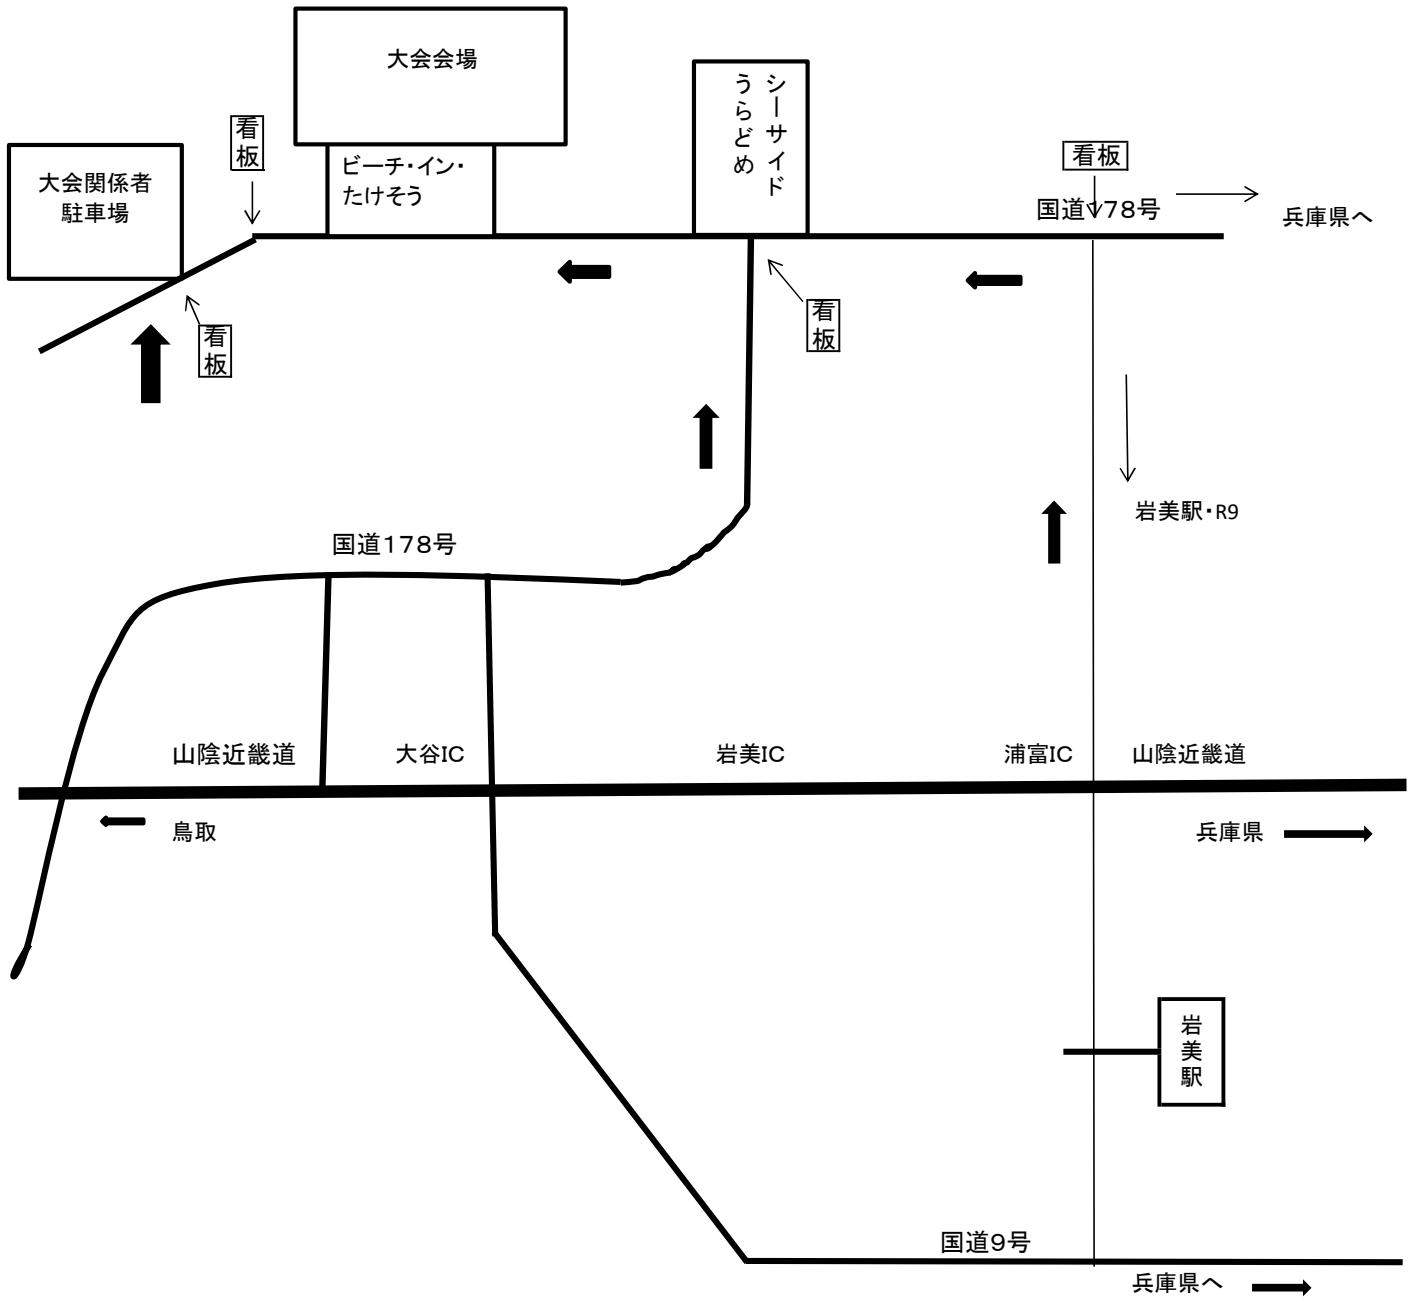 大会会場
シーサイド
うらどめ
看
板
看板
ビーチ・イン・
たけそう
大会関係者
駐車場
国道178号
兵庫県へ
看
板
看
板
岩美駅・R9
国道178号
山陰近畿道
大谷IC
岩美IC
浦富IC
山陰近畿道
鳥取
兵庫県
岩
美
駅
国道9号
兵庫県へ